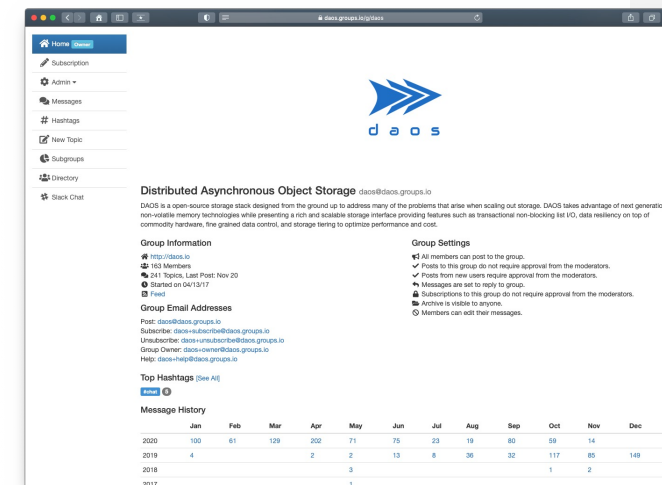 daos.groups.io/g/daos
Home Owner
Subscription
Admin
Messages
# Hashtags
New Topic
Subgroups
Directory
Slack Chat
daos
Distributed Asynchronous Object Storage daos@daos.groups.io
DAOS is a open-source storage stack designed from the ground up to address many of the problems that arise when scaling out storage. DAOS takes advantage of next generatio
non-volatile memory technologies while presenting a rich and scalable storage interface providing features such as transactional non-blocking list I/O, data resiliency on top of
commodity hardware, fine grained data control, and storage tiering to optimize performance and cost.
Group Information
http://daos.io
163 Members
241 Topics, Last Post: Nov 20
Started on 04/13/17
Feed
Group Email Addresses
Post: daos@daos.groups.io
Subscribe: daos+subscribe@daos.groups.io
Unsubscribe: daos+unsubscribe@daos.groups.io
Group Owner: daos+owner@daos.groups.io
Help: daos+help@daos.groups.io
Group Settings
All members can post to the group.
Posts to this group do not require approval from the moderators.
Posts from new users require approval from the moderators.
Messages are set to reply to group.
Subscriptions to this group do not require approval from the moderators.
Archive is visible to anyone.
Members can edit their messages.
Top Hashtags [See All]
#chat
Message History
Jan Feb Mar Apr May Jun Jul Aug Sep Oct Nov Dec
2020 100 61 129 202 71 75 23 19 80 59 14
2019 4 2 2 13 8 36 32 117 85 149
2018 3 1 2
2017 1